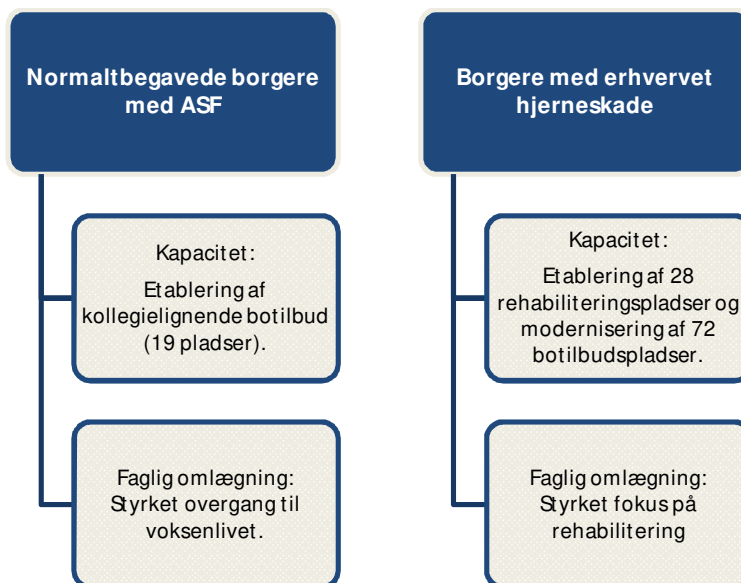 Normaltbegavede borgere
med ASF
Kapacitet:
Etablering af
kollegielignende botilbud
(19 pladser).
Faglig omlægning:
Styrket overgang til
voksenlivet.
Borgere med erhvervet
hjerneskade
Kapacitet:
Etablering af 28
rehabiliteringspladser og
modernisering af 72
botilbudspladser.
Faglig omlægning:
Styrket fokus på
rehabilitering